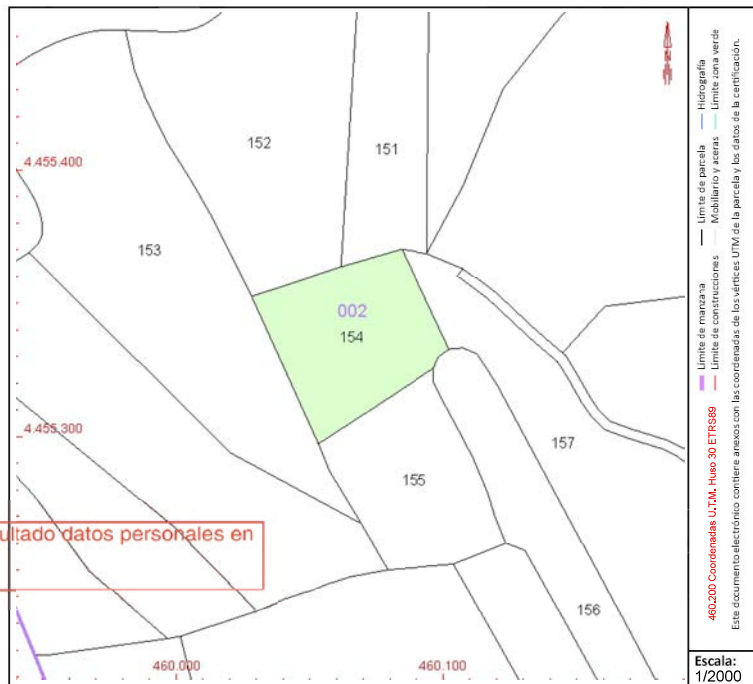 152
151
4.455.400
153
002
154
4.455.300
157
155
ultado datos personales en
156
460.000
460.100
N
460.200 Coordenadas U.T.M. Huso 30 ETRS89
Límite de manzana
Límite de parcela
Hidrografía
Límite de construcciones
Mobiliario y aceras
Límite zona verde
Este documento electrónico contiene anexos con las coordenadas de los vértices UTM de la parcela y los datos de la certificación.
Escala:
1/2000